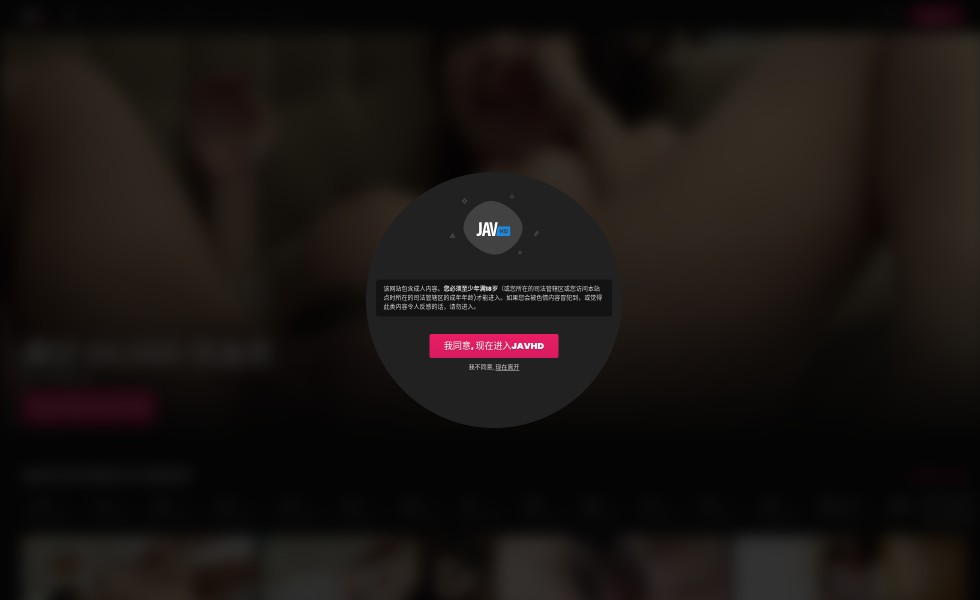 JAVHD
该网站包含成人内容。您必须至少年满18岁（或您所在的司法管辖区或您访问本站
点时所在的司法管辖区的成年年龄)才能进入。如果您会被色情内容冒犯到，或觉得
此类内容令人反感的话，请勿进入。
我同意, 现在进入JAVHD
我不同意, 现在离开